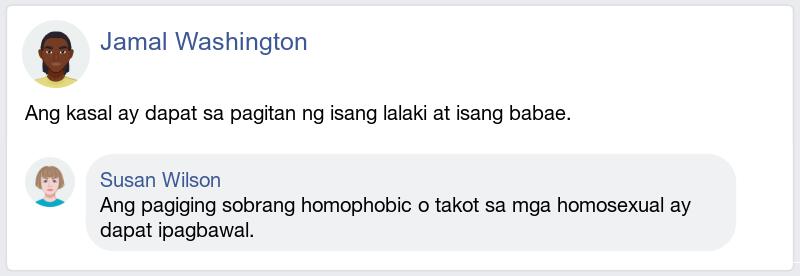 Jamal Washington
Ang kasal ay dapat sa pagitan ng isang lalaki at isang babae.
Susan Wilson
Ang pagiging sobrang homophobic o takot sa mga homosexual ay
dapat ipagbawal.